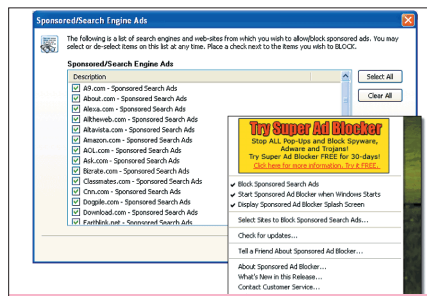 Sponsored/Search Engine Ads
The following is a list of search engines and web-sites from which you wish to allow/block sponsored ads. You may
select or de-select items on this list at any time. Place a check next to the items you wish to BLOCK.
Sponsored/Search Engine Ads
Description
A9.com - Sponsored Search Ads
About.com - Sponsored Search Ads
Alexa.com - Sponsored Search Ads
Alltheweb.com - Sponsored Search Ads
Altavista.com - Sponsored Search Ads
Amazon.com - Sponsored Search Ads
AOL.com - Sponsored Search Ads
Ask.com - Sponsored Search Ads
Bizrate.com - Sponsored Search Ads
Classmates.com - Sponsored Search Ads
Cnn.com - Sponsored Search Ads
Dogpile.com - Sponsored Search Ads
Download.com - Sponsored Search Ads
Earthlink.net - Sponsored Search Ads
Select All
Clear All
Try Super Ad Blocker
Stop ALL Pop-Ups and Block Spyware,
Adware and Trojans!
Try Super Ad Blocker FREE for 30-days!
Click here for more information. Try it FREE.
Block Sponsored Search Ads
Start Sponsored Ad Blocker when Windows Starts
Display Sponsored Ad Blocker Splash Screen
Select Sites to Block Sponsored Search Ads...
Check for updates...
Tell a Friend About Sponsored Ad Blocker...
About Sponsored Ad Blocker...
What's New in this Release...
Contact Customer Service...